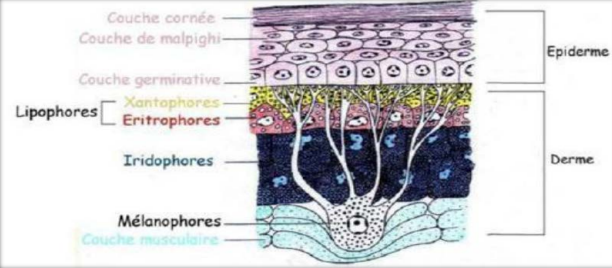 Couche cornée
Couche de malpighi
Couche germinative
Lipophores
Xantophores
Eritrophores
Iridophores
Mélanophores
Couche musculaire
Epiderme
Derme